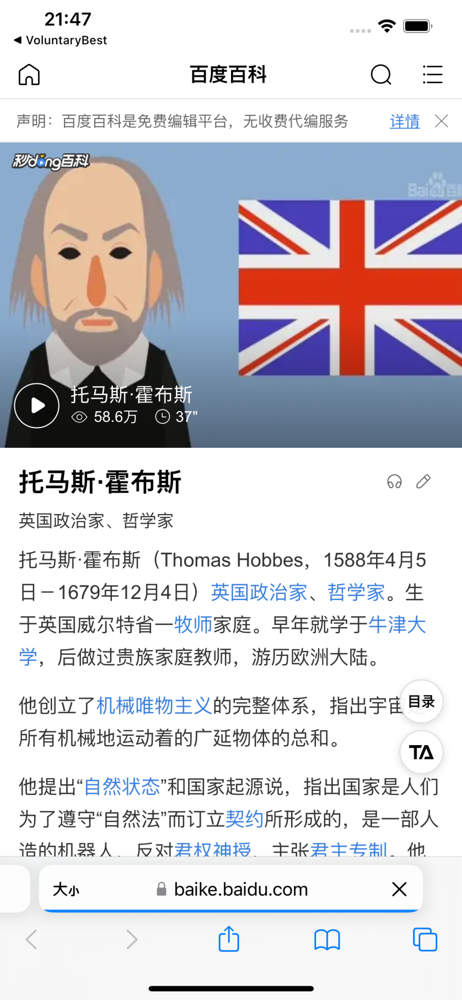 21:47
◀ VoluntaryBest
百度百科
声明：百度百科是免费编辑平台，无收费代编服务 详情
秒dong百科
Bai百科
托马斯·霍布斯
58.6万 37"
托马斯·霍布斯
英国政治家、哲学家
托马斯·霍布斯（Thomas Hobbes，1588年4月5
日－1679年12月4日）英国政治家、哲学家。生
于英国威尔特省一牧师家庭。早年就学于牛津大
学，后做过贵族家庭教师，游历欧洲大陆。
他创立了机械唯物主义的完整体系，指出宇宙是
所有机械地运动着的广延物体的总和。
目录
TA
他提出“自然状态”和国家起源说，指出国家是人们
为了遵守“自然法”而订立契约所形成的，是一部人
造的机器人，反对君权神授，主张君主专制。他
大小 baike.baidu.com